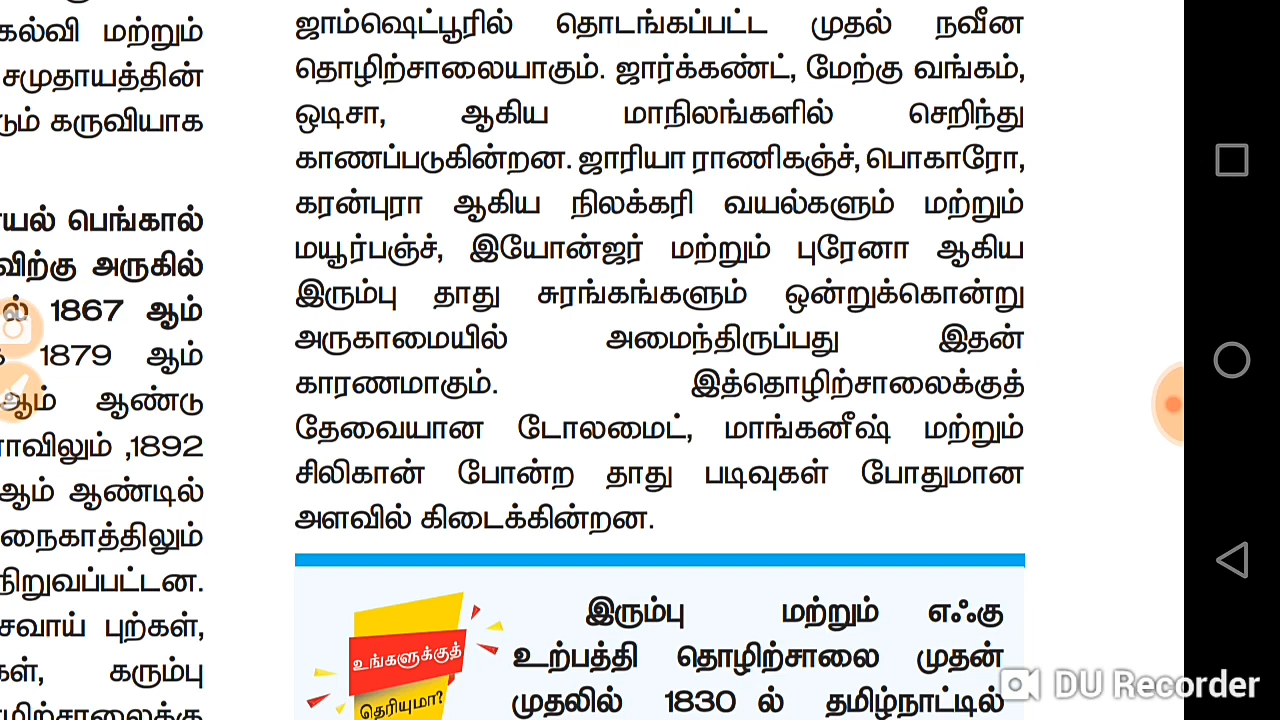 கல்வி மற்றும்
சமுதாயத்தின்
கருவியாக
பெங்கால்
அருகில்
1867 ஆம்
1879 ஆம்
ஆம் ஆண்டு
,1892
ஆம் ஆண்டில்
நிறுவப்பட்டன.
புற்கள்,
கரும்பு
ஜாம்ஷெட்பூரில் தொடங்கப்பட்ட முதல் நவீன
தொழிற்சாலையாகும். ஜார்க்கண்ட், மேற்கு வங்கம்,
ஒடிசா, ஆகிய மாநிலங்களில் செறிந்து
காணப்படுகின்றன. ஜாரியா ராணிகஞ்ச், பொகாரோ,
கரன்புரா ஆகிய நிலக்கரி வயல்களும் மற்றும்
மயூர்பஞ்ச், இயோன்ஜர் மற்றும் புரேனா ஆகிய
இரும்பு தாது சுரங்கங்களும் ஒன்றுக்கொன்று
அருகாமையில் அமைந்திருப்பது இதன்
காரணமாகும். இத்தொழிற்சாலைக்குத்
தேவையான டோலமைட், மாங்கனீஷ் மற்றும்
சிலிகான் போன்ற தாது படிவுகள் போதுமான
அளவில் கிடைக்கின்றன.
உங்களுக்குத்
தெரியுமா?
இரும்பு மற்றும் எஃகு
உற்பத்தி தொழிற்சாலை முதன்
முதலில் 1830 ல் தமிழ்நாட்டில்
DU Recorder